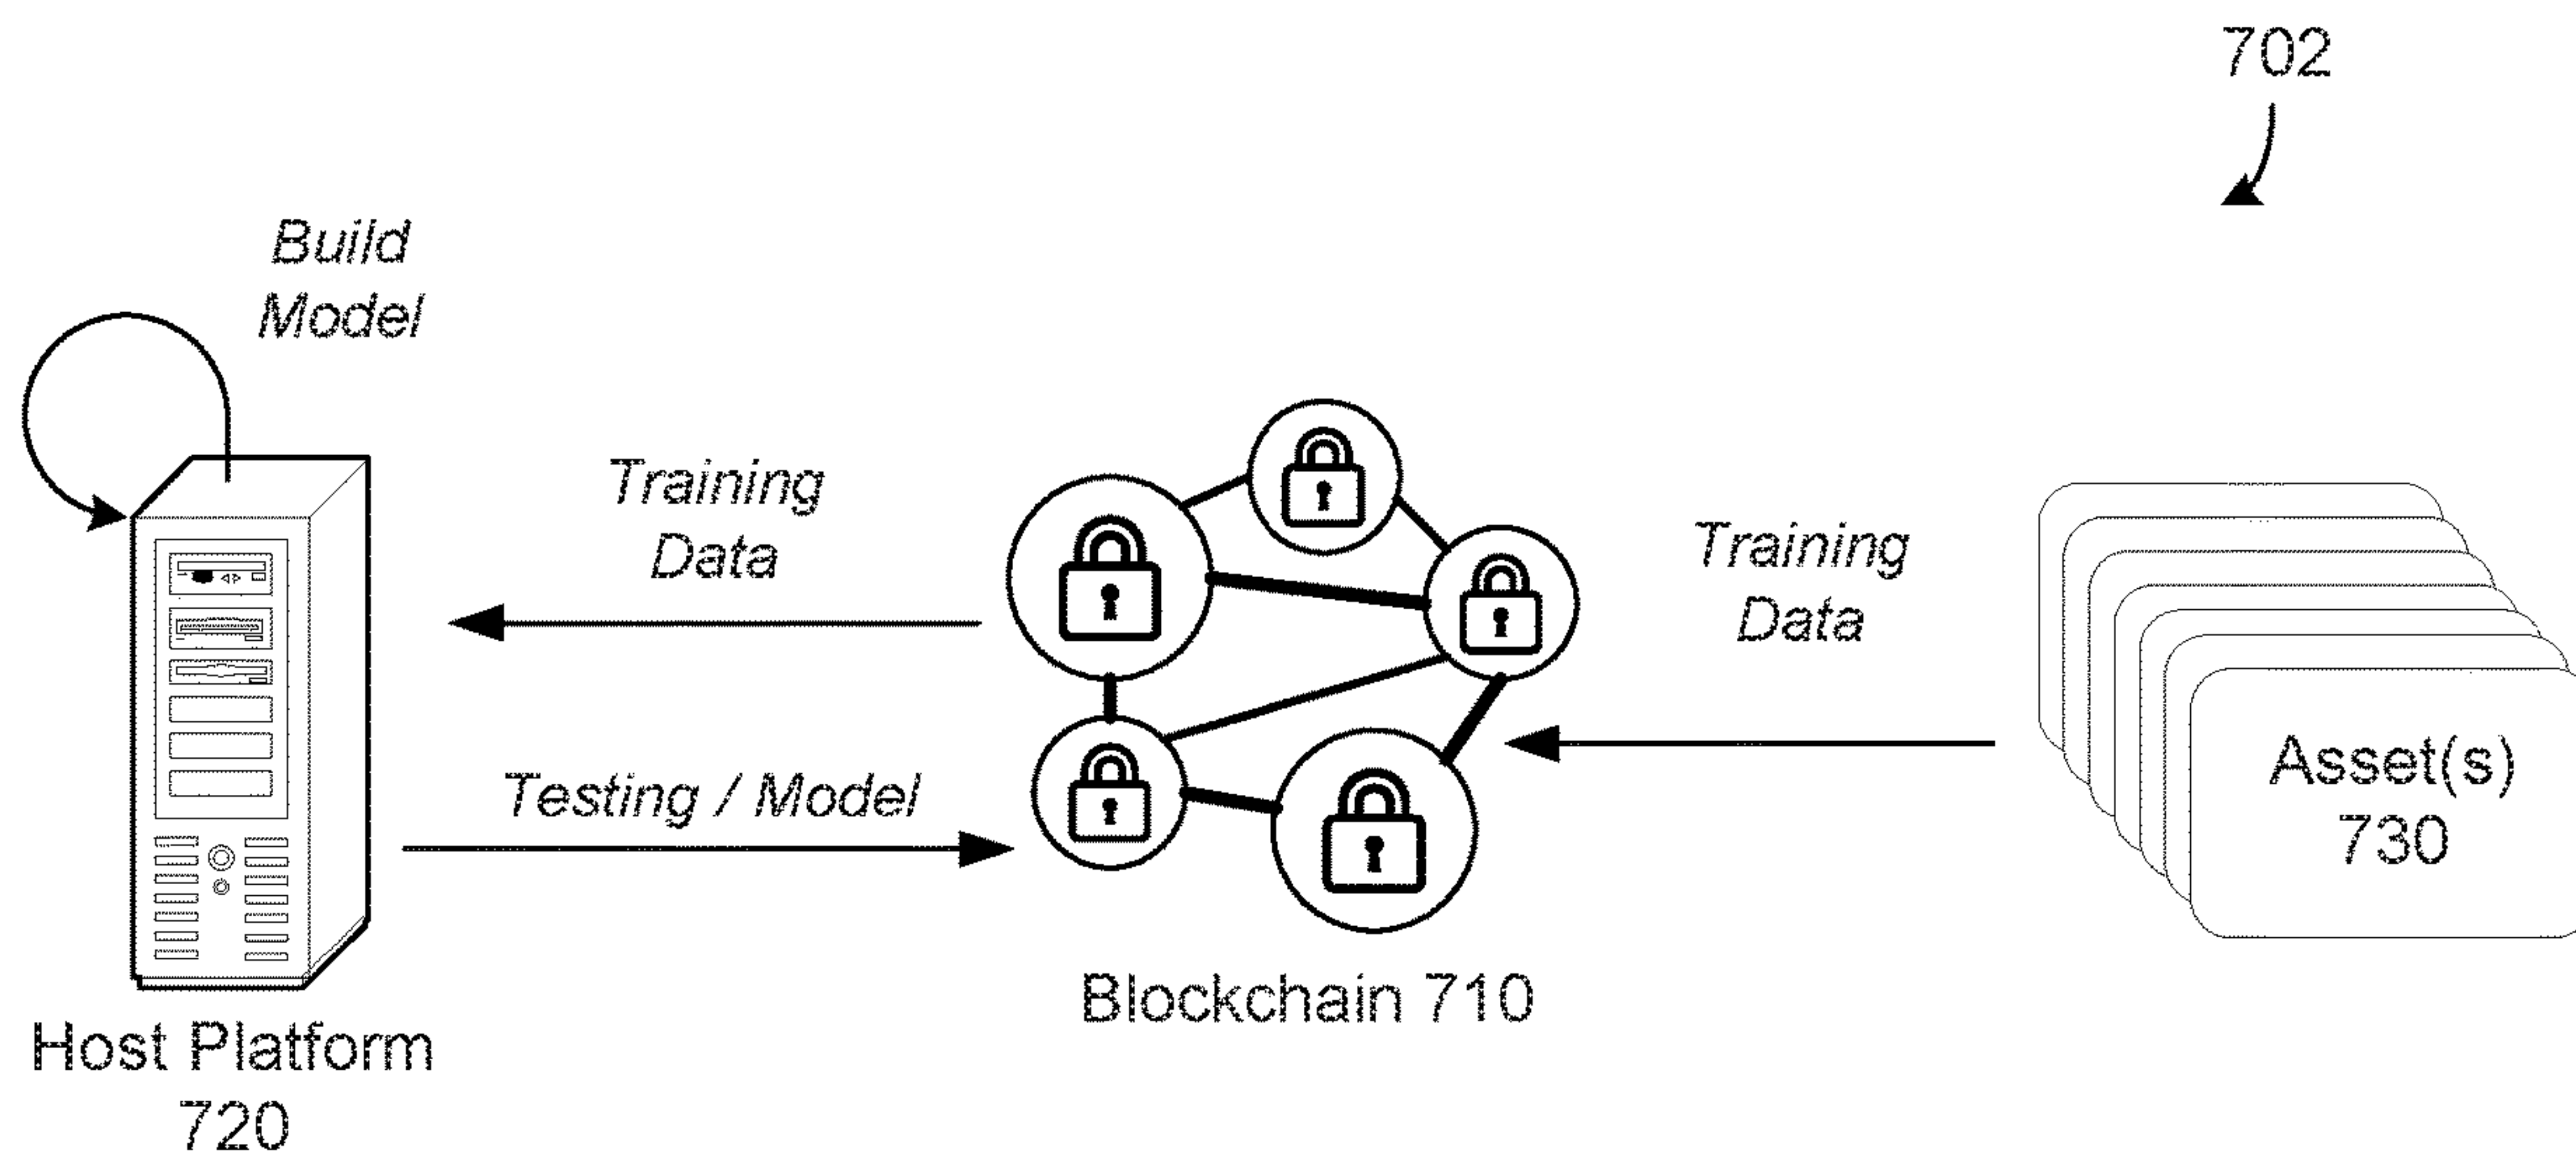 702
Build
Model
Training
Data
Training
Data
Testing / Model
Asset(s)
730
Blockchain 710
Host Platform
720